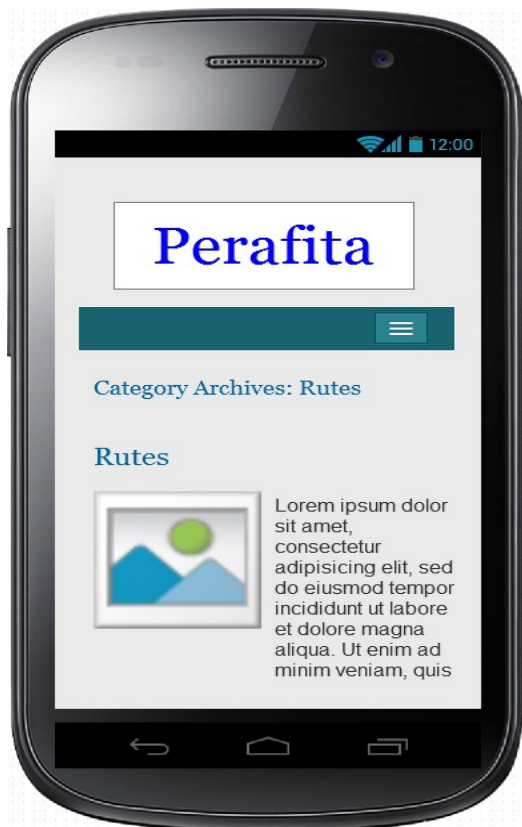 12:00
Perafita
Category Archives: Rutes
Rutes
Lorem ipsum dolor
sit amet,
consectetur
adipisicing elit, sed
do eiusmod tempor
incididunt ut labore
et dolore magna
aliqua. Ut enim ad
minim veniam, quis